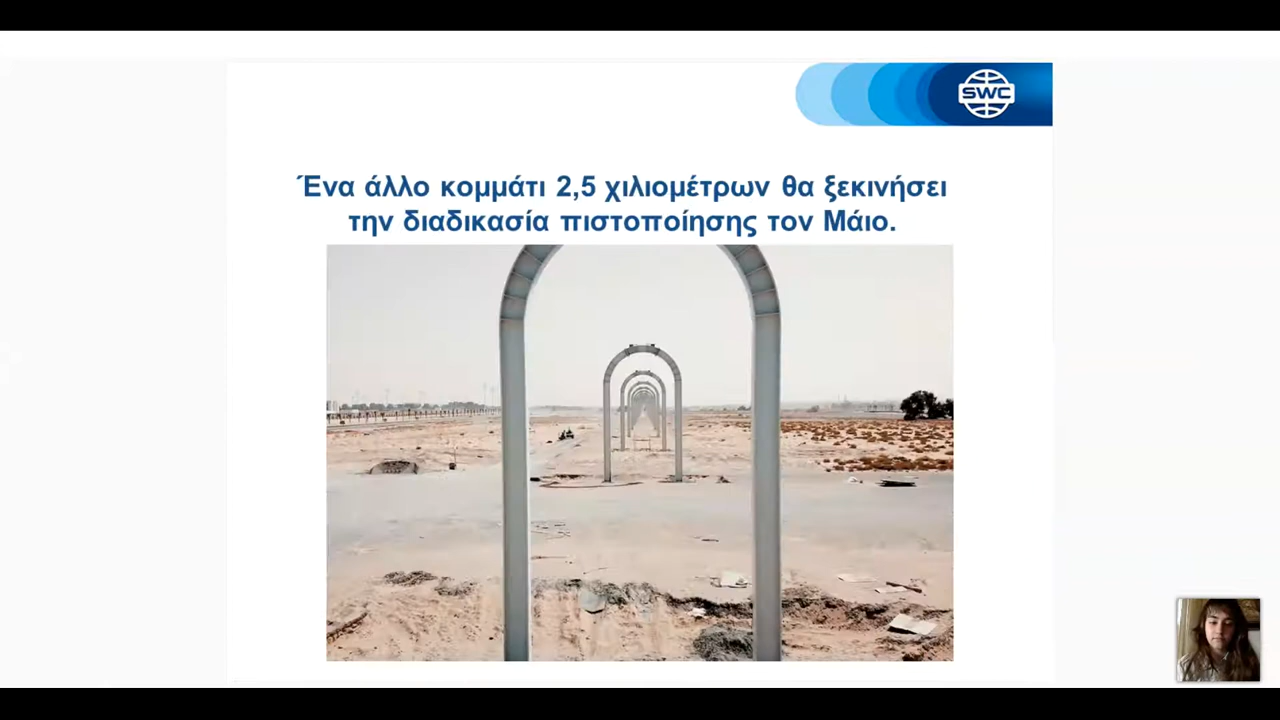 SWC
Ένα άλλο κομμάτι 2,5 χιλιομέτρων θα ξεκινήσει
την διαδικασία πιστοποίησης τον Μάιο.